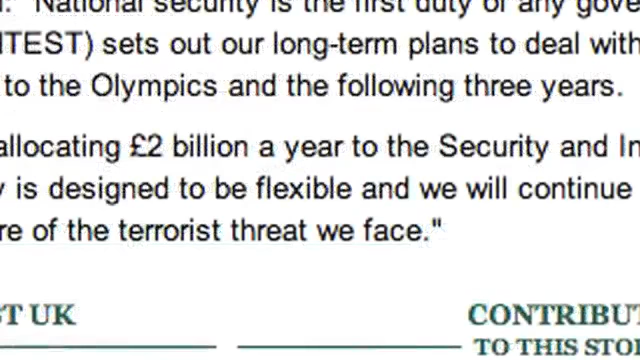 "National security is the first duty of any gove
NTEST) sets out our long-term plans to deal with
to the Olympics and the following three years.
allocating £2 billion a year to the Security and In
y is designed to be flexible and we will continue
re of the terrorist threat we face."
ST UK
CONTRIBUT
TO THIS STO